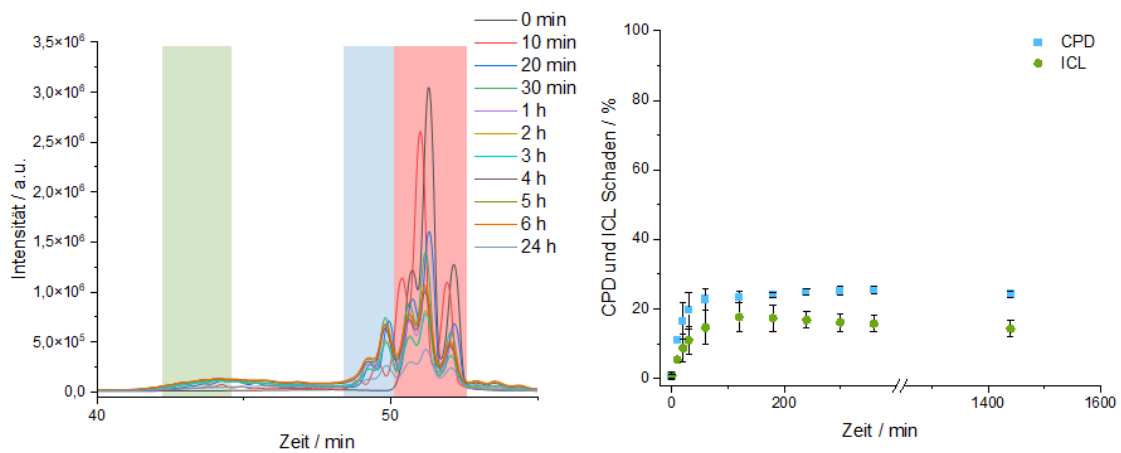 0 min
10 min
20 min
30 min
1 h
2 h
3 h
4 h
5 h
6 h
24 h
3,5×10⁶
3,0×10⁶
2,5×10⁶
2,0×10⁶
1,5×10⁶
1,0×10⁶
5,0×10⁵
0,0
Intensität / a.u.
40
50
Zeit / min
CPD
ICL
100
80
60
40
20
0
CPD und ICL Schaden / %
0
200
1400
1600
Zeit / min